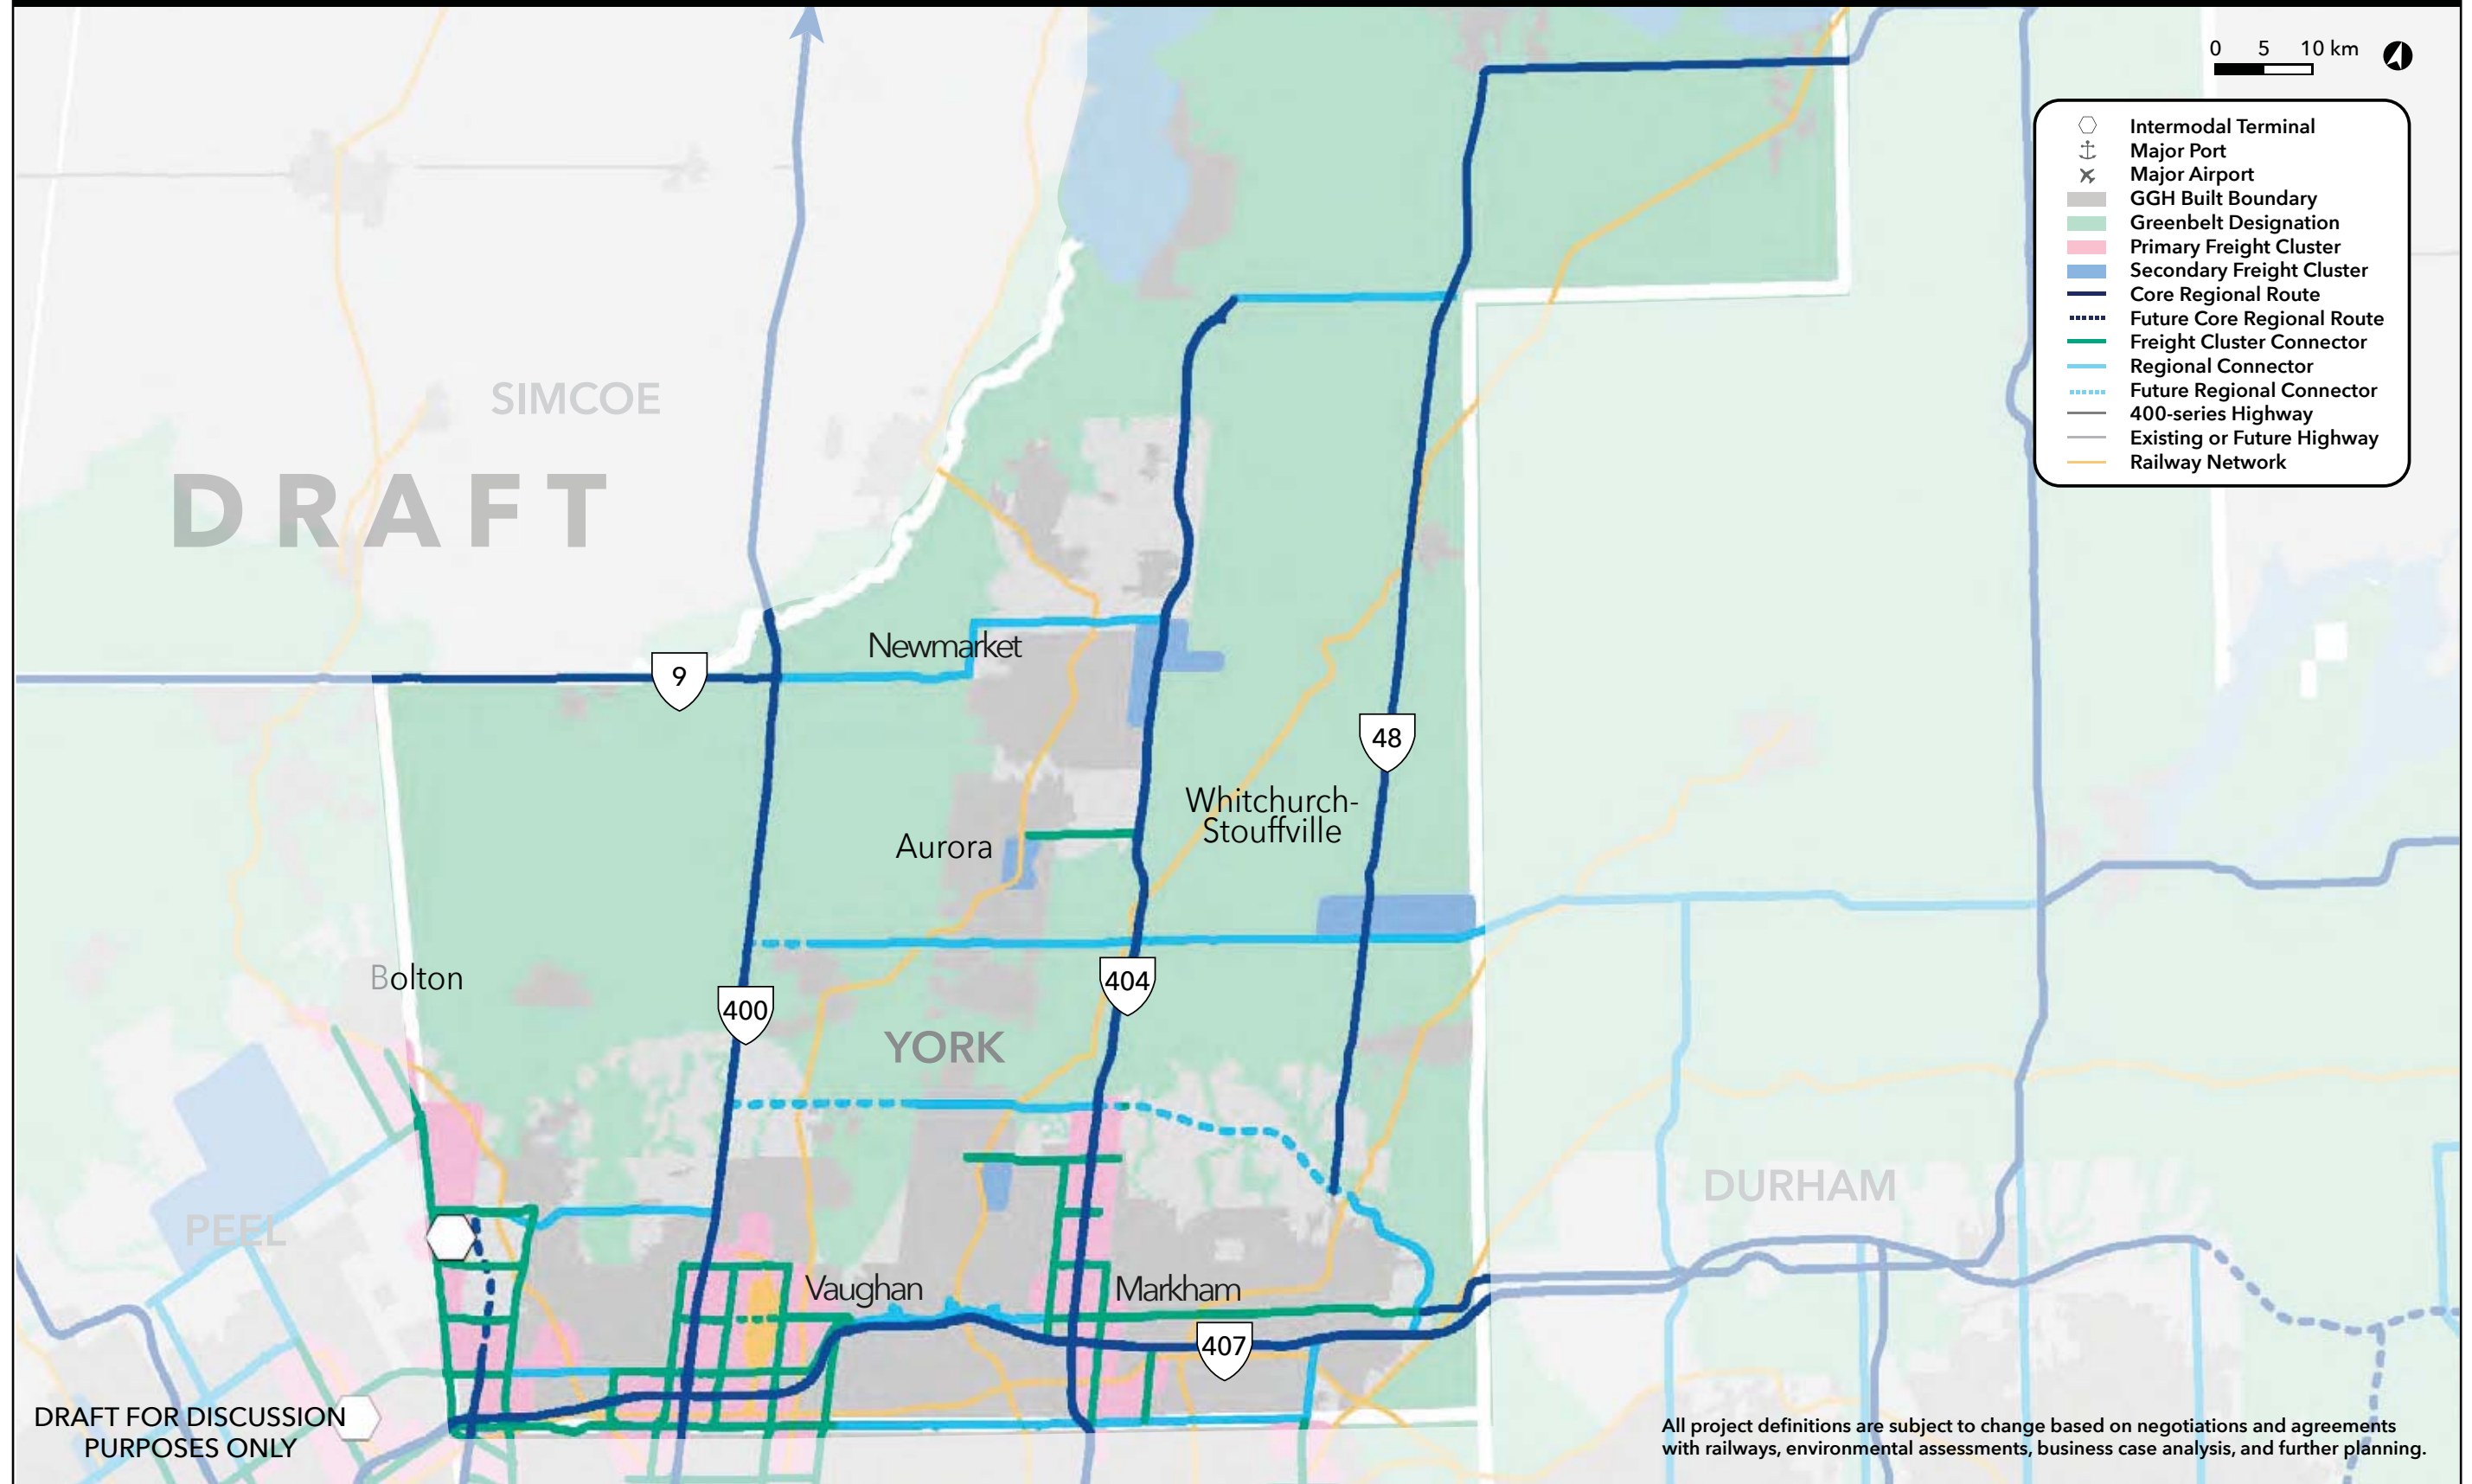 0 5 10 km
Intermodal Terminal
Major Port
Major Airport
GGH Built Boundary
Greenbelt Designation
Primary Freight Cluster
Secondary Freight Cluster
Core Regional Route
Future Core Regional Route
Freight Cluster Connector
Regional Connector
Future Regional Connector
400-series Highway
Existing or Future Highway
Railway Network
SIMCOE
DRAFT
Newmarket
9
48
Whitchurch-
Stouffville
Aurora
Bolton
404
400
YORK
DURHAM
PEEL
Vaughan
Markham
407
DRAFT FOR DISCUSSION
PURPOSES ONLY
All project definitions are subject to change based on negotiations and agreements
with railways, environmental assessments, business case analysis, and further planning.